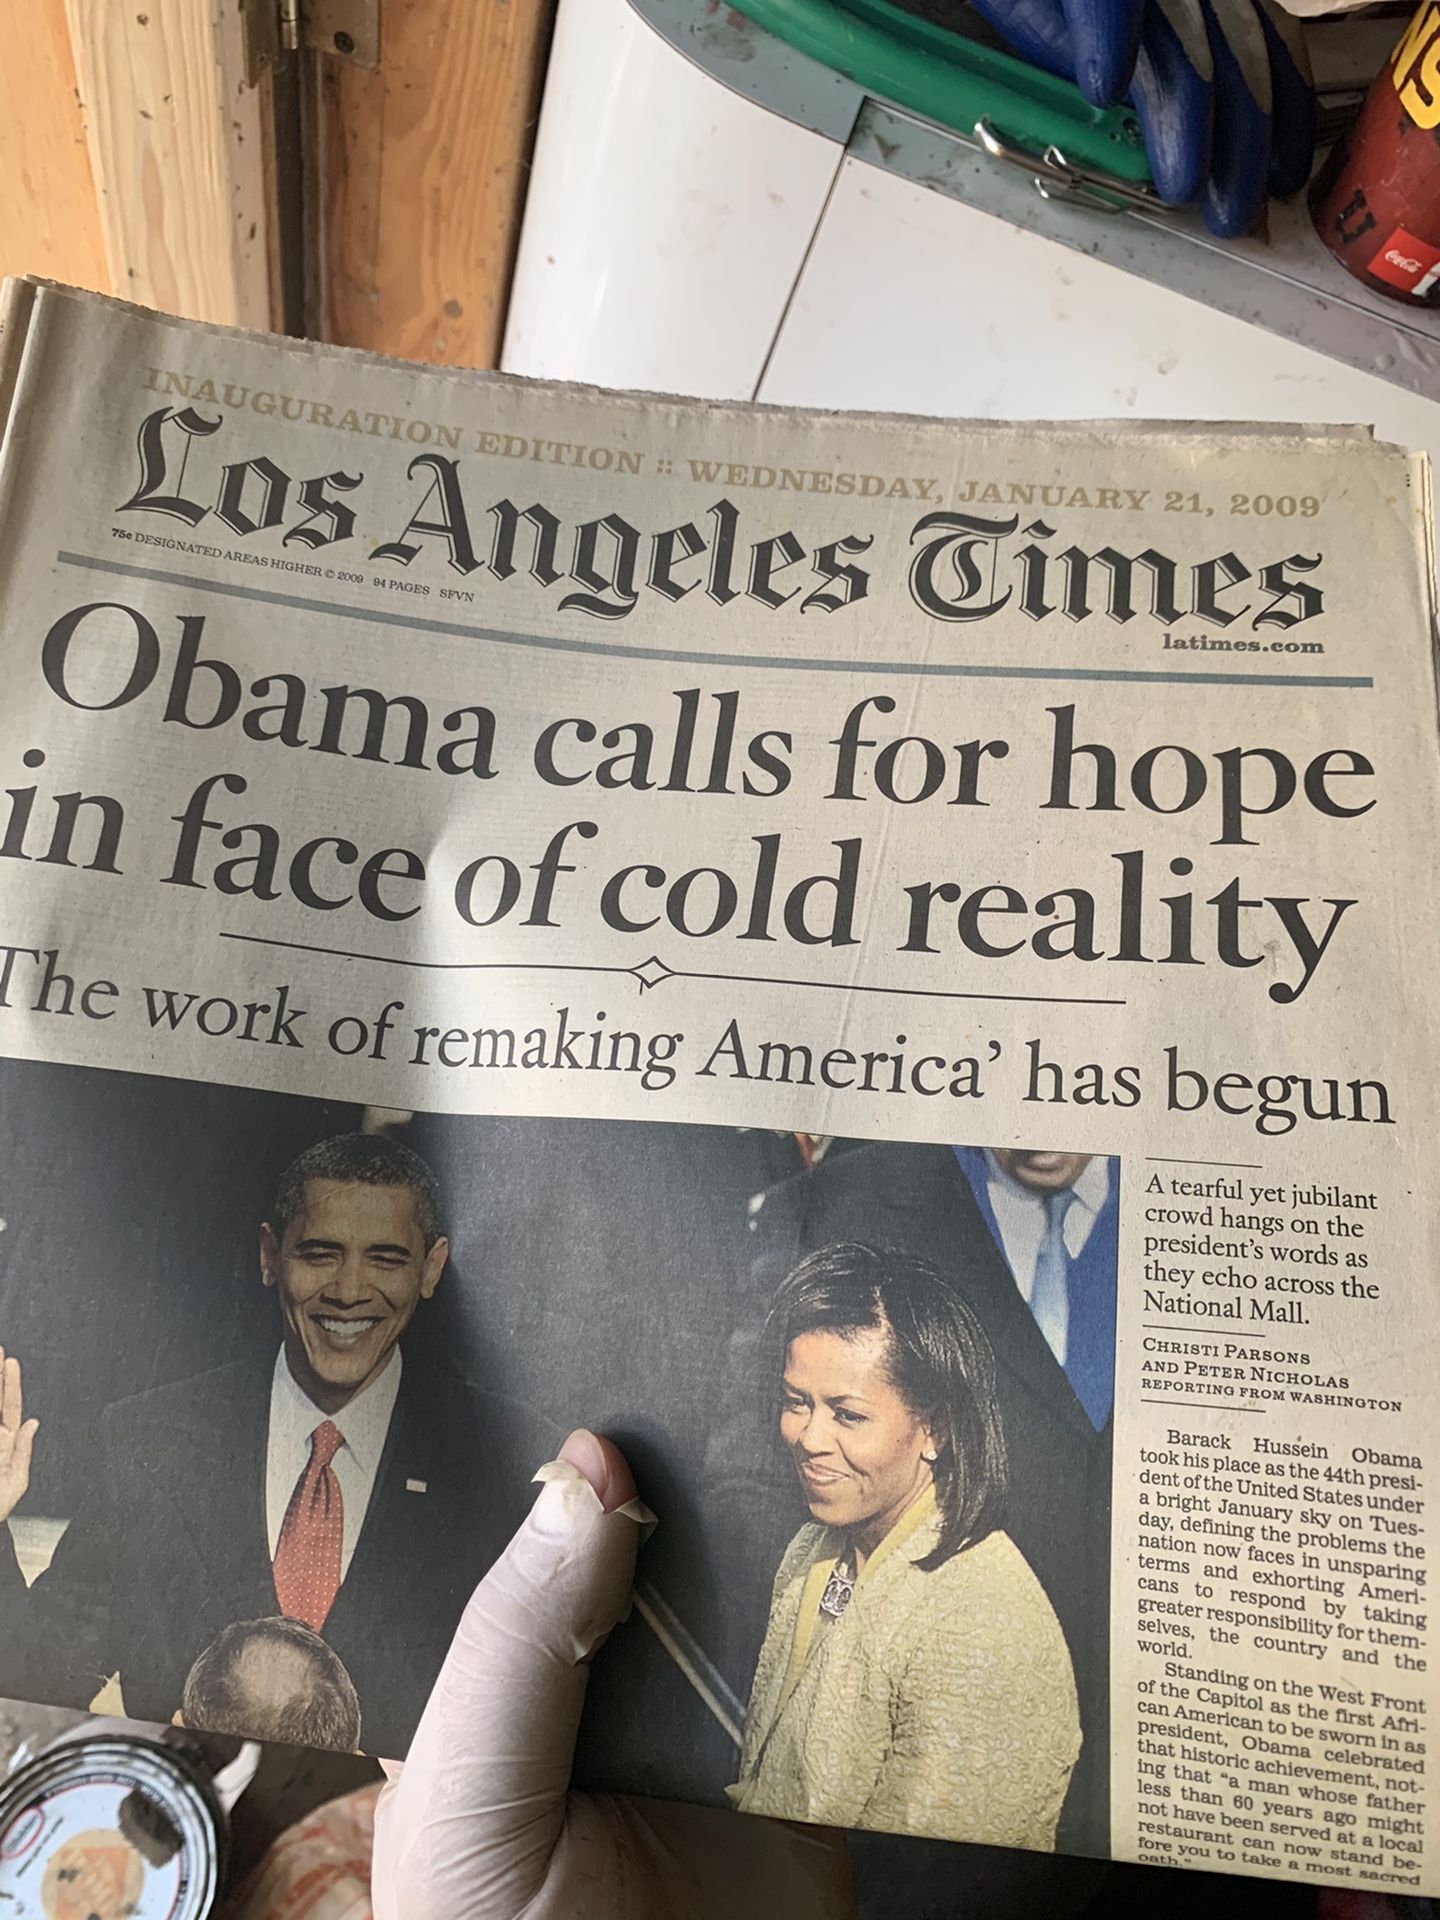 INAUGURATION EDITION :: WEDNESDAY, JANUARY 21, 2009
Los Angeles Times
75¢ DESIGNATED AREAS HIGHER © 2009 94 PAGES SFVN
latimes.com
Obama calls for hope
in face of cold reality
The work of remaking America’ has begun
A tearful yet jubilant
crowd hangs on the
president’s words as
they echo across the
National Mall.
CHRISTI PARSONS
AND PETER NICHOLAS
REPORTING FROM WASHINGTON
Barack Hussein Obama
took his place as the 44th presi-
dent of the United States under
a bright January sky on Tues-
day, defining the problems the
nation now faces in unsparing
terms and exhorting Ameri-
cans to respond by taking
greater responsibility for them-
selves, the country and the
world.
Standing on the West Front
of the Capitol as the first Afri-
can American to be sworn in as
president, Obama celebrated
that historic achievement, not-
ing that “a man whose father
less than 60 years ago might
not have been served at a local
restaurant can now stand be-
fore you to take a most sacred
oath.”
NS
Coca-Cola